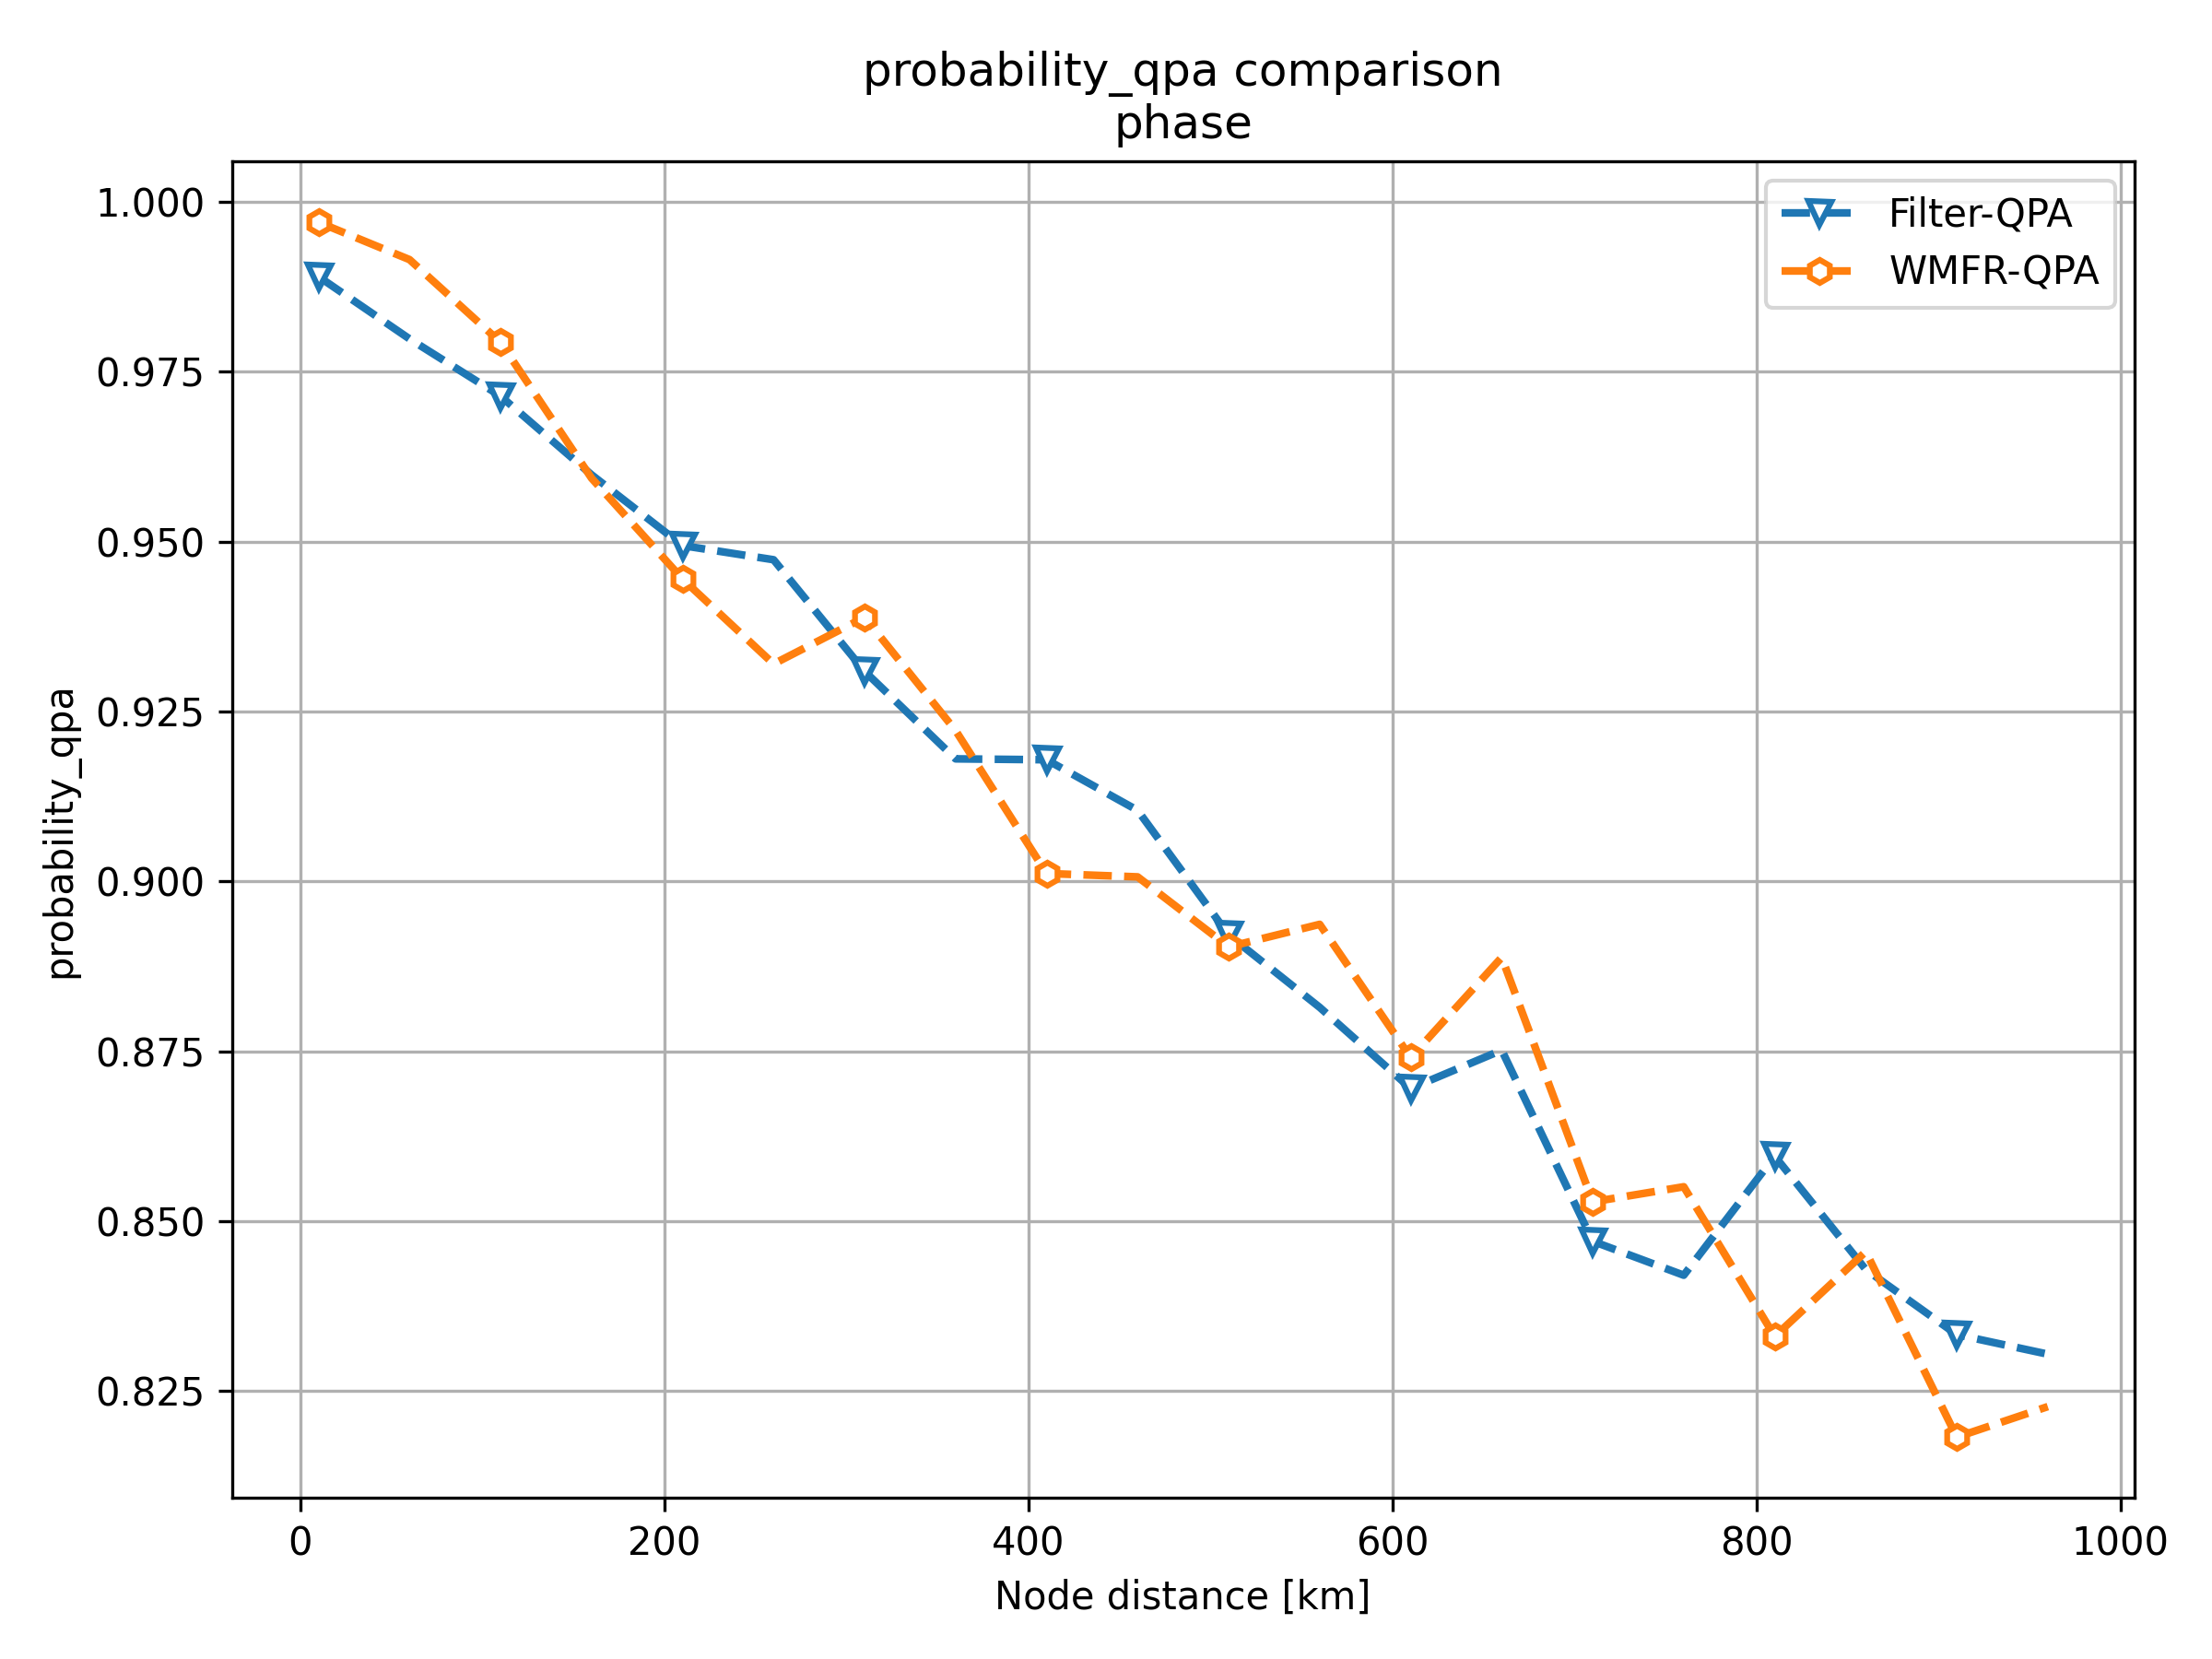 probability_qpa comparison
phase
Filter-QPA
WMFR-QPA
probability_qpa
1.000
0.975
0.950
0.925
0.900
0.875
0.850
0.825
0
200
400
600
800
1000
Node distance [km]